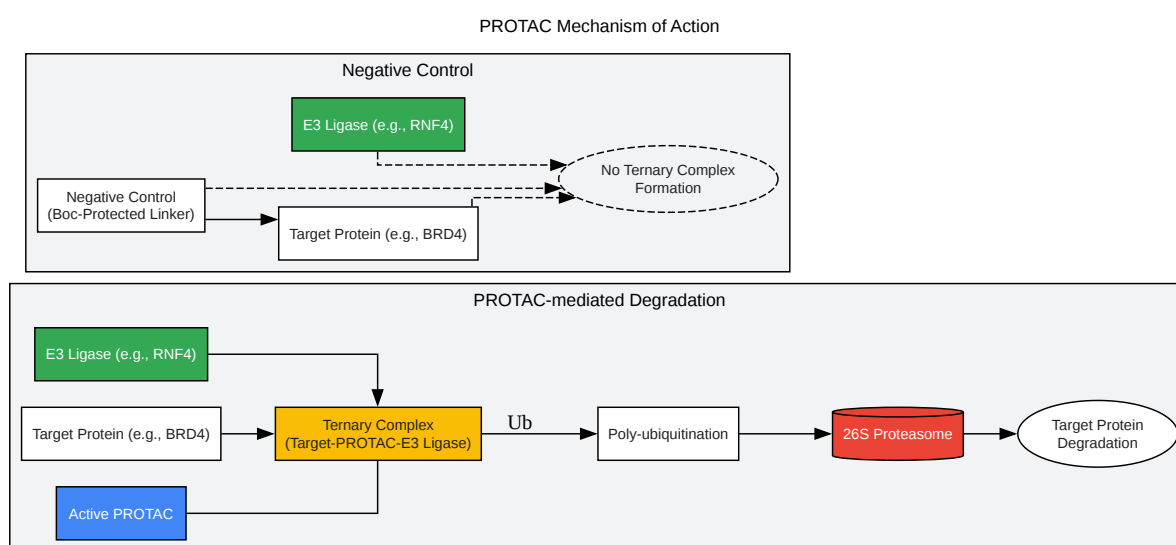 PROTAC Mechanism of Action
Negative Control
E3 Ligase (e.g., RNF4)
No Ternary Complex
Formation
Negative Control
(Boc-Protected Linker)
Target Protein (e.g., BRD4)
PROTAC-mediated Degradation
E3 Ligase (e.g., RNF4)
Target Protein (e.g., BRD4)
Ternary Complex
(Target-PROTAC-E3 Ligase)
Ub
Poly-ubiquitination
26S Proteasome
Target Protein
Degradation
Active PROTAC